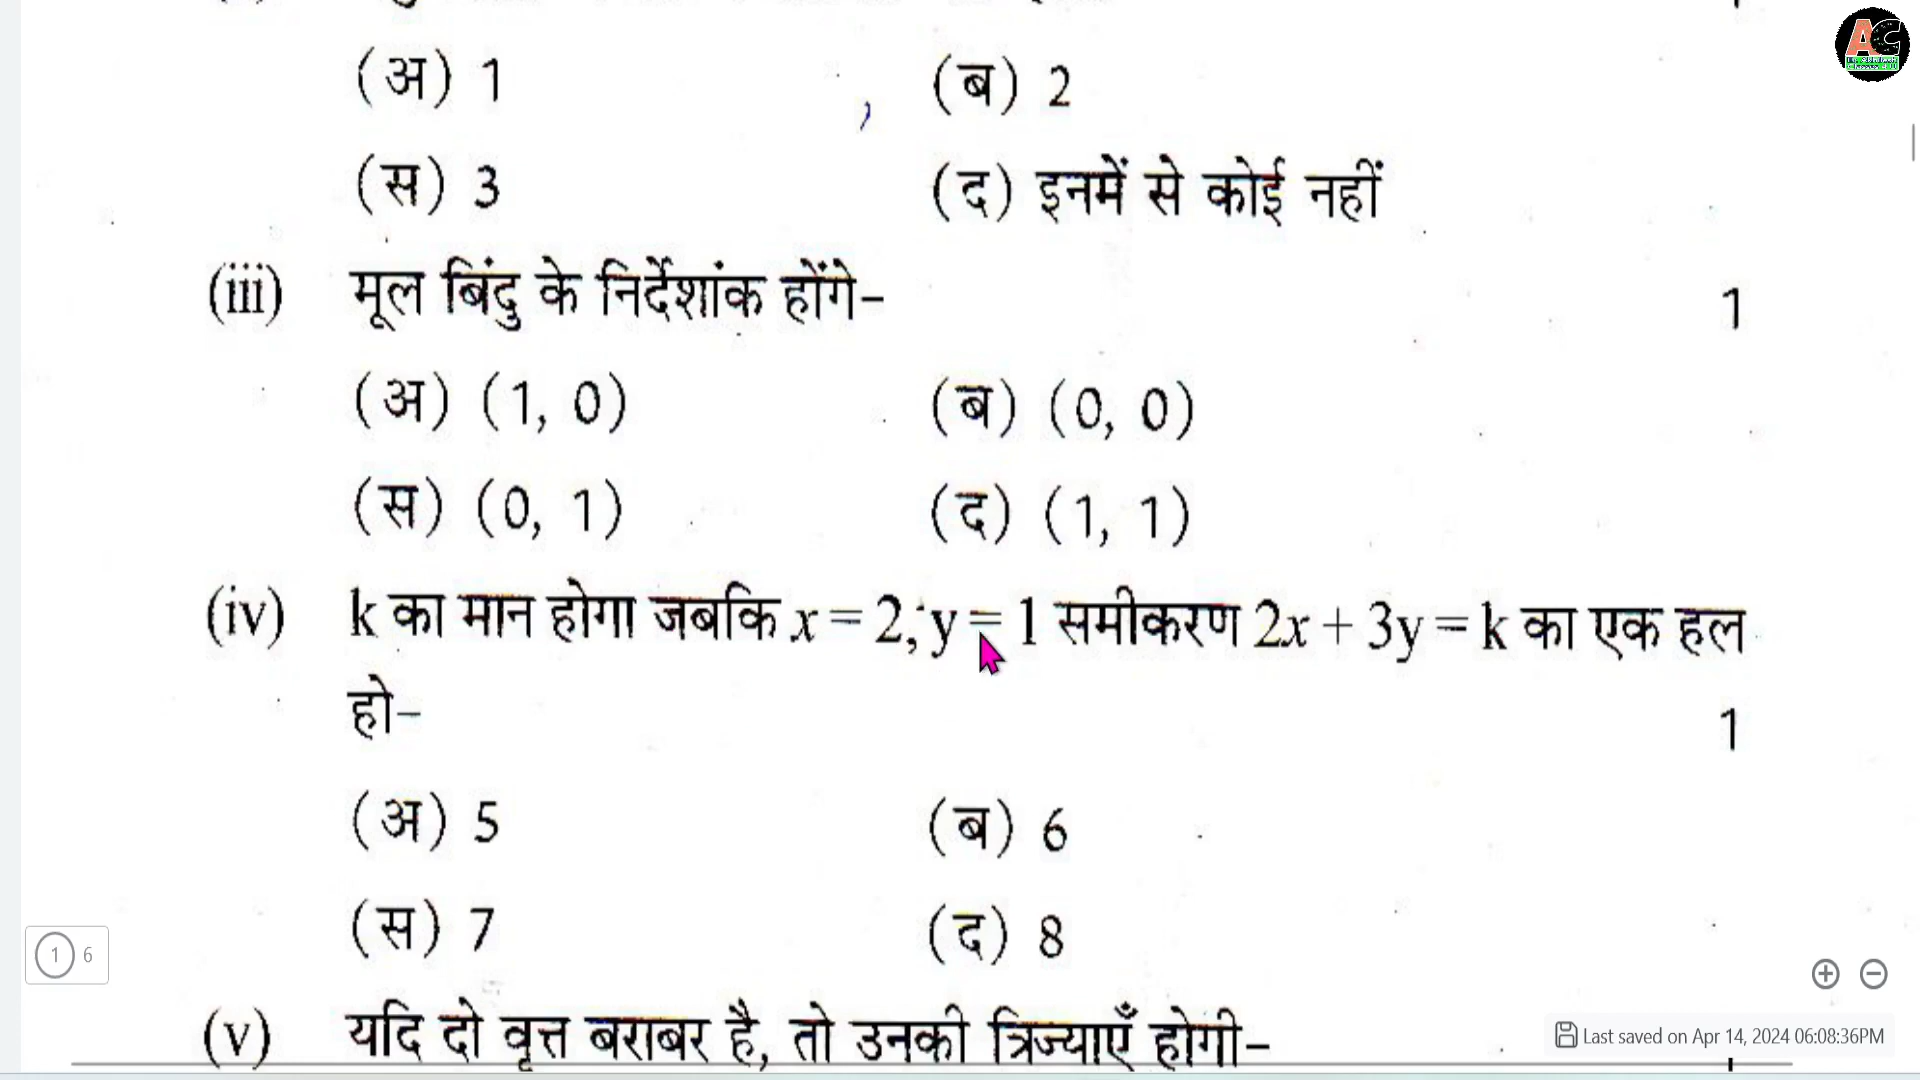 (अ) 1 (ब) 2
(स) 3 (द) इनमें से कोई नहीं
(iii) मूल बिंदु के निर्देशांक होंगे- 1
(अ) (1, 0) (ब) (0, 0)
(स) (0, 1) (द) (1, 1)
(iv) k का मान होगा जबकि x = 2, y = 1 समीकरण 2x + 3y = k का एक हल
हो- 1
(अ) 5 (ब) 6
(स) 7 (द) 8
1 6
(v) यदि दो वृत्त बराबर है, तो उनकी त्रिज्याएँ होगी-
Last saved on Apr 14, 2024 06:08:36PM
AC